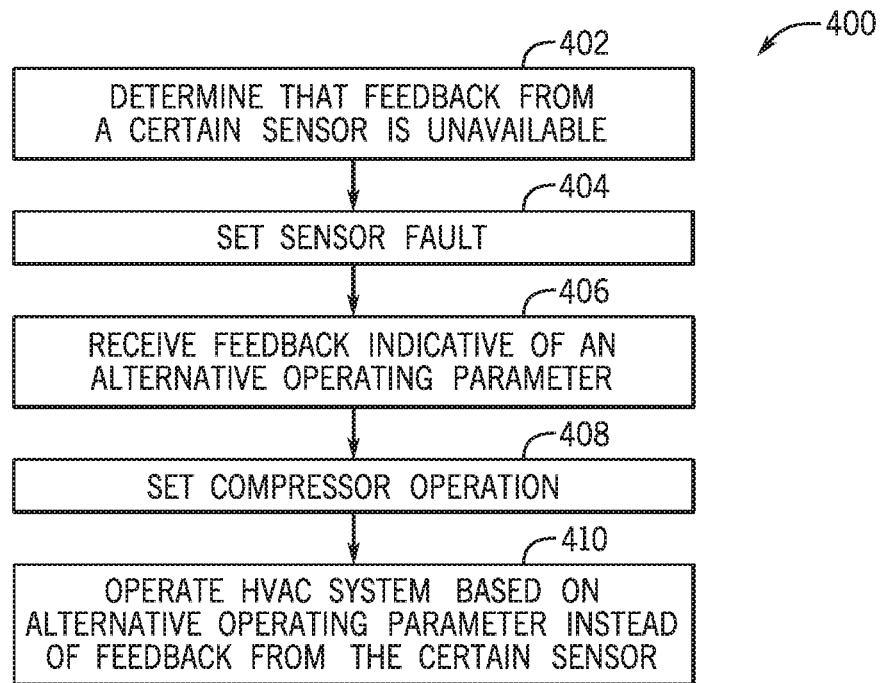 400
402
DETERMINE THAT FEEDBACK FROM
A CERTAIN SENSOR IS UNAVAILABLE
404
SET SENSOR FAULT
406
RECEIVE FEEDBACK INDICATIVE OF AN
ALTERNATIVE OPERATING PARAMETER
408
SET COMPRESSOR OPERATION
410
OPERATE HVAC SYSTEM BASED ON
ALTERNATIVE OPERATING PARAMETER INSTEAD
OF FEEDBACK FROM THE CERTAIN SENSOR